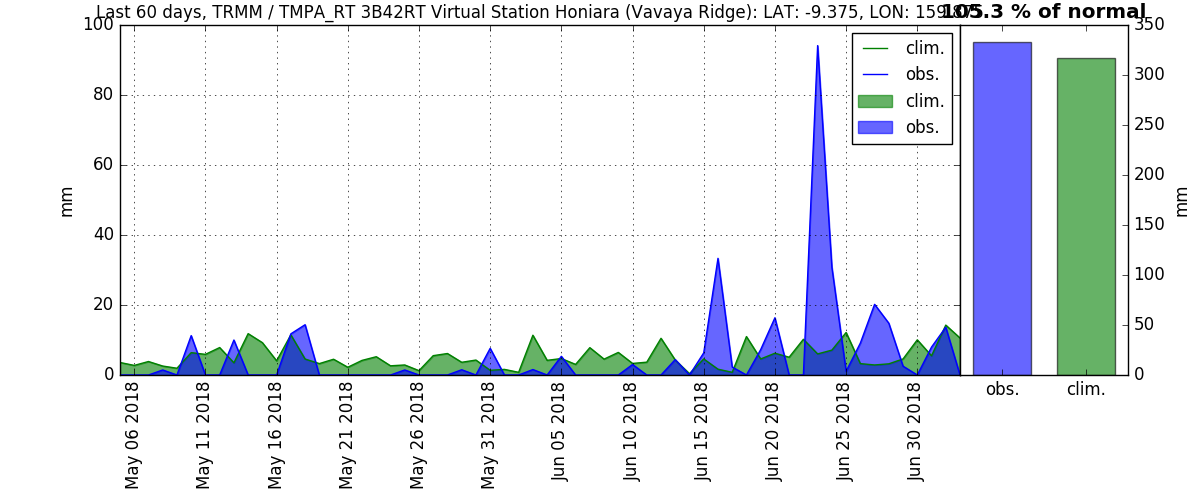 Last 60 days, TRMM / TMPA_RT 3B42RT Virtual Station Honiara (Vavaya Ridge): LAT: -9.375, LON:
105.3 % of normal
100
80
60
40
20
0
mm
clim.
obs.
clim.
obs.
350
300
250
200
150
100
50
0
mm
obs.
clim.
May 06 2018
May 11 2018
May 16 2018
May 21 2018
May 26 2018
May 31 2018
Jun 05 2018
Jun 10 2018
Jun 15 2018
Jun 20 2018
Jun 25 2018
Jun 30 2018